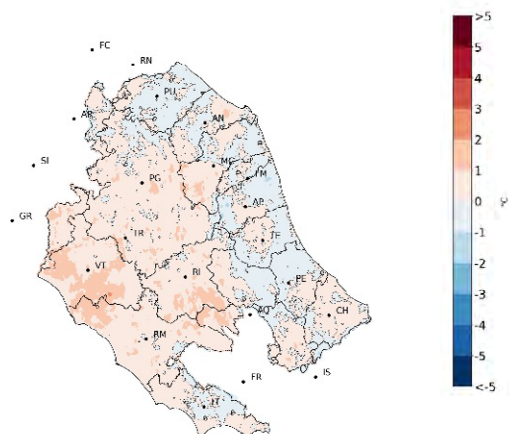 FC
RN
PU
AR
AN
SI
MC
FM
PG
AP
GR
TR
TE
VT
RI
PE
AQ
CH
RM
FR
IS
LT
>5
5
4
3
2
1
0
-1
-2
-3
-4
-5
<-5
°C